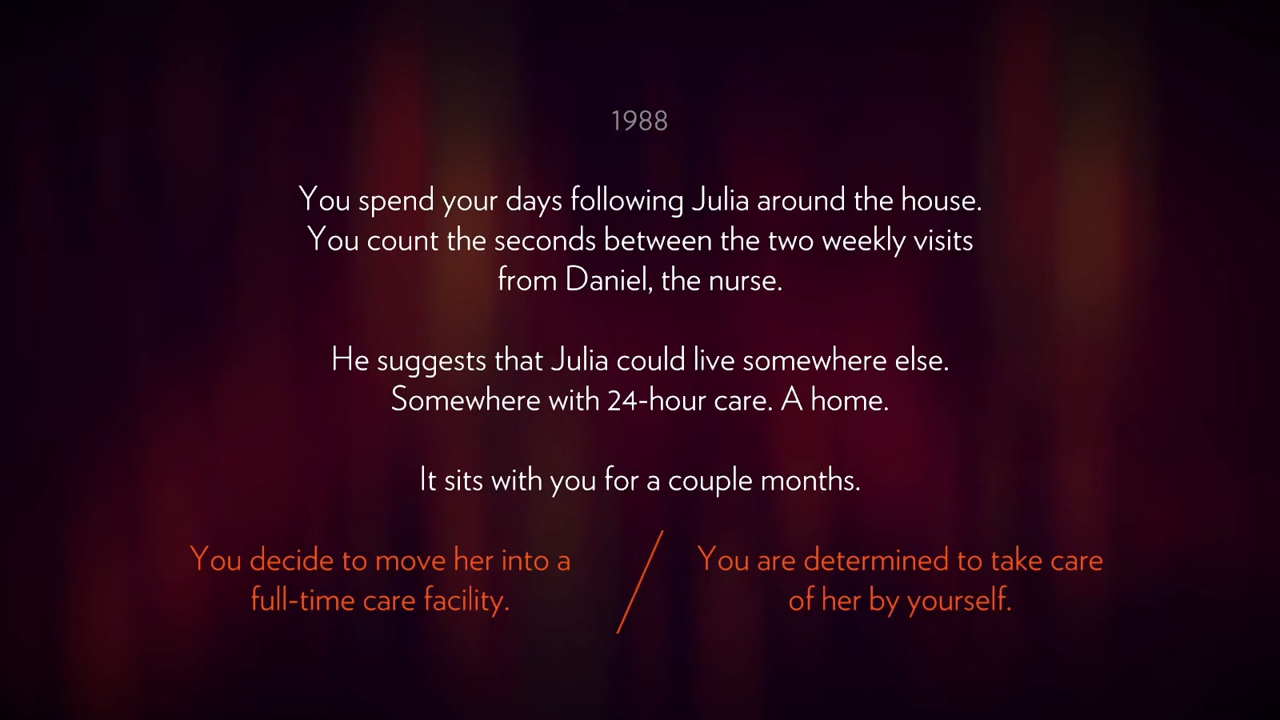 1988
You spend your days following Julia around the house.
You count the seconds between the two weekly visits
from Daniel, the nurse.
He suggests that Julia could live somewhere else.
Somewhere with 24-hour care. A home.
It sits with you for a couple months.
You decide to move her into a
full-time care facility.
/
You are determined to take care
of her by yourself.